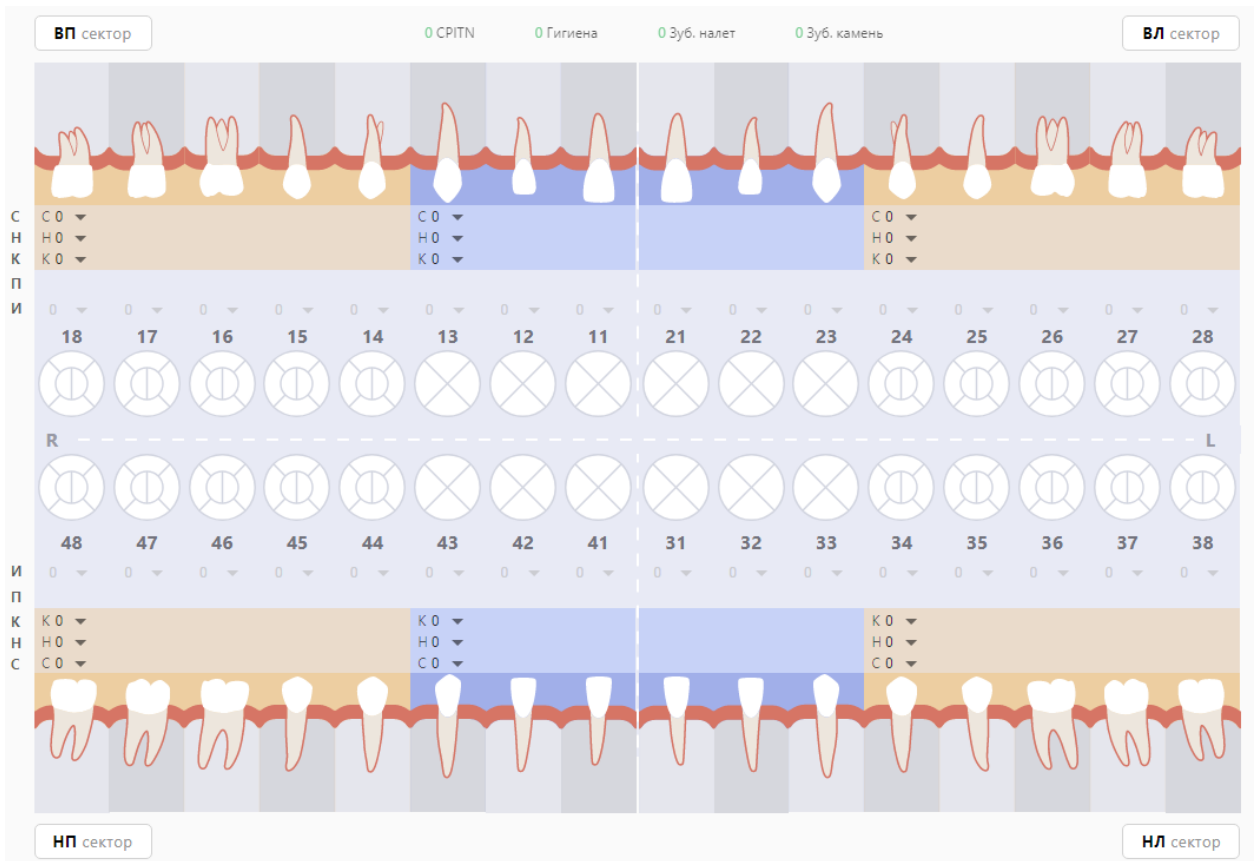 ВП сектор 0 CPITN 0 Гигиена 0 Зуб. налет 0 Зуб. камень ВЛ сектор
С С 0 С 0 С 0
Н Н 0 Н 0 Н 0
К К 0 К 0 К 0
П
И 0 0 0 0 0 0 0 0 0 0 0 0 0 0 0 0
18 17 16 15 14 13 12 11 21 22 23 24 25 26 27 28
R L
48 47 46 45 44 43 42 41 31 32 33 34 35 36 37 38
И 0 0 0 0 0 0 0 0 0 0 0 0 0 0 0 0
П
К К 0 К 0 К 0
Н Н 0 Н 0 Н 0
С С 0 С 0 С 0
НП сектор НЛ сектор